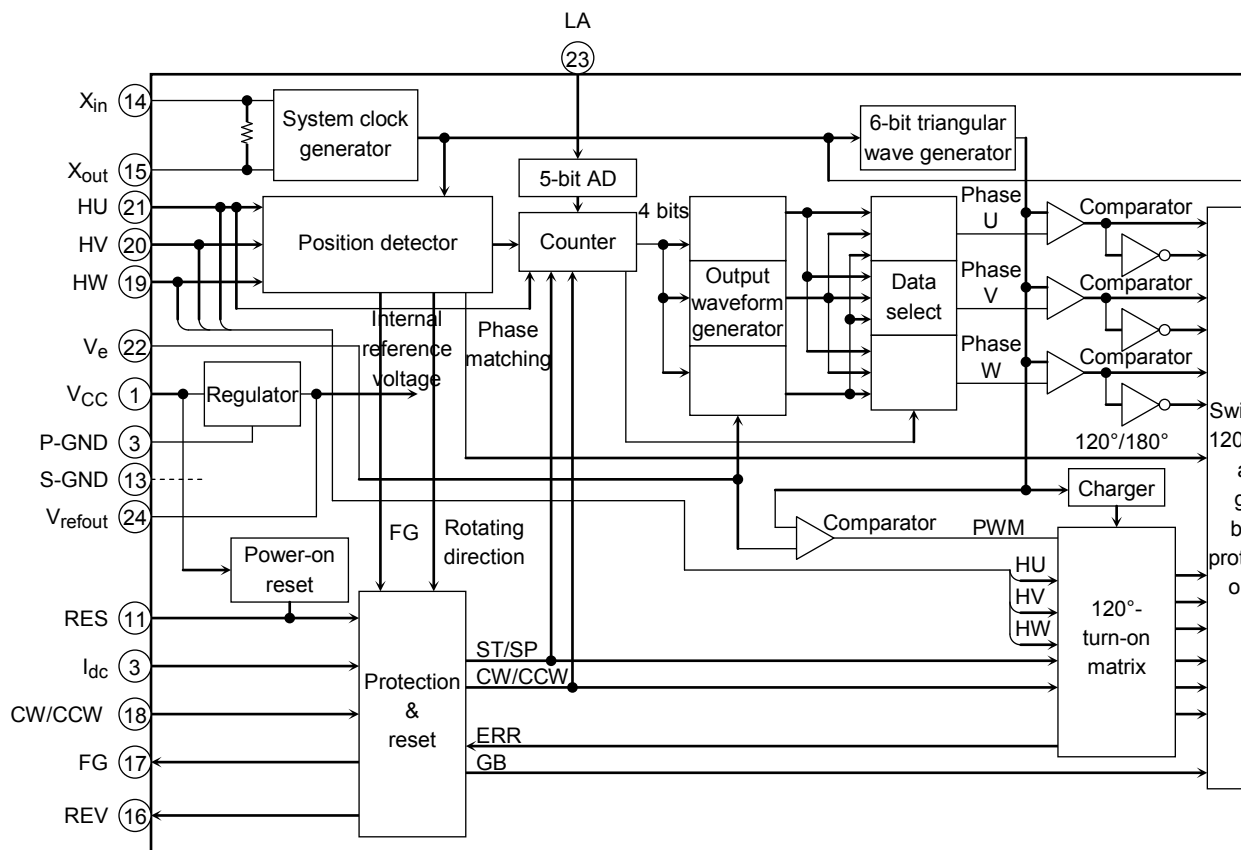 LA
23
Xin 14
System clock
generator
6-bit triangular
wave generator
Xout 15
5-bit AD
HU 21
HV 20
HW 19
Position detector
Counter
4 bits
Output
waveform
generator
Data
select
Phase
U
Phase
V
Phase
W
Comparator
Comparator
Comparator
Internal
reference
voltage
Phase
matching
Ve 22
VCC 1
Regulator
P-GND 3
S-GND 13
Vrefout 24
120°/180°
Charger
Comparator
PWM
FG
Rotating
direction
Power-on
reset
HU
HV
HW
120°-
turn-on
matrix
RES 11
Idc 3
CW/CCW 18
FG 17
REV 16
Protection
&
reset
ST/SP
CW/CCW
ERR
GB
Swi
120
a
g
b
prot
o